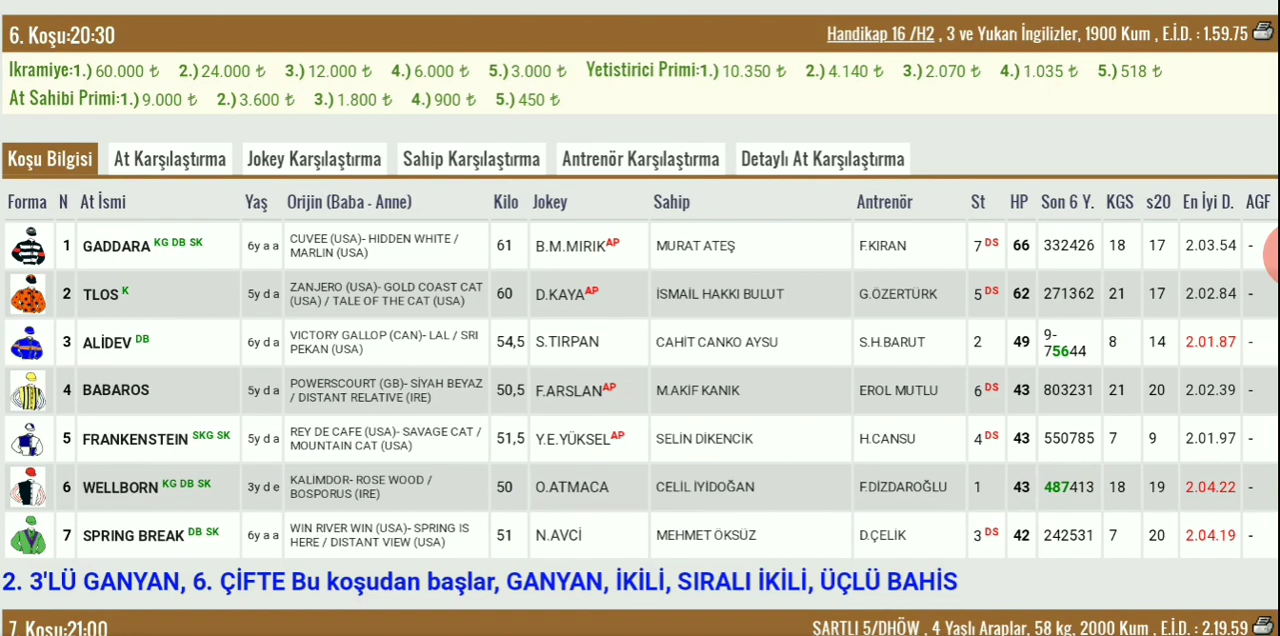 6. Koşu:20:30 Handikap 16 /H2 , 3 ve Yukarı İngilizler, 1900 Kum , E.İ.D. : 1.59.75
Ikramiye:1.) 60.000 ₺ 2.) 24.000 ₺ 3.) 12.000 ₺ 4.) 6.000 ₺ 5.) 3.000 ₺ Yetistirici Primi:1.) 10.350 ₺ 2.) 4.140 ₺ 3.) 2.070 ₺ 4.) 1.035 ₺ 5.) 518 ₺
At Sahibi Primi:1.) 9.000 ₺ 2.) 3.600 ₺ 3.) 1.800 ₺ 4.) 900 ₺ 5.) 450 ₺
Koşu Bilgisi At Karşılaştırma Jokey Karşılaştırma Sahip Karşılaştırma Antrenör Karşılaştırma Detaylı At Karşılaştırma
Forma N At İsmi Yaş Orijin (Baba - Anne) Kilo Jokey Sahip Antrenör St HP Son 6 Y. KGS s20 En İyi D. AGF
1 GADDARA KG DB SK 6y a a CUVEE (USA)- HIDDEN WHITE / MARLIN (USA) 61 B.M.MIRIK AP MURAT ATEŞ F.KIRAN 7 DS 66 332426 18 17 2.03.54 -
2 TLOS K 5y d a ZANJERO (USA)- GOLD COAST CAT (USA) / TALE OF THE CAT (USA) 60 D.KAYA AP İSMAİL HAKKI BULUT G.ÖZERTÜRK 5 DS 62 271362 21 17 2.02.84 -
3 ALİDEV DB 6y d a VICTORY GALLOP (CAN)- LAL / SRI PEKAN (USA) 54,5 S.TIRPAN CAHİT CANKO AYSU S.H.BARUT 2 49 9-75644 8 14 2.01.87 -
4 BABAROS 5y d a POWERSCOURT (GB)- SİYAH BEYAZ / DISTANT RELATIVE (IRE) 50,5 F.ARSLAN AP M.AKİF KANIK EROL MUTLU 6 DS 43 803231 21 20 2.02.39 -
5 FRANKENSTEIN SKG SK 5y d a REY DE CAFE (USA)- SAVAGE CAT / MOUNTAIN CAT (USA) 51,5 Y.E.YÜKSEL AP SELİN DİKENCİK H.CANSU 4 DS 43 550785 7 9 2.01.97 -
6 WELLBORN KG DB SK 3y d e KALİMDOR- ROSE WOOD / BOSPORUS (IRE) 50 O.ATMACA CELİL İYİDOĞAN F.DİZDAROĞLU 1 43 487413 18 19 2.04.22 -
7 SPRING BREAK DB SK 6y a a WIN RIVER WIN (USA)- SPRING IS HERE / DISTANT VIEW (USA) 51 N.AVCİ MEHMET ÖKSÜZ D.ÇELİK 3 DS 42 242531 7 20 2.04.19 -
2. 3'LÜ GANYAN, 6. ÇİFTE Bu koşudan başlar, GANYAN, İKİLİ, SIRALI İKİLİ, ÜÇLÜ BAHİS
7. Koşu:21:00 ŞARTLI 5/DHÖW , 4 Yaşlı Araplar, 58 kg, 2000 Kum , E.İ.D. : 2.19.59